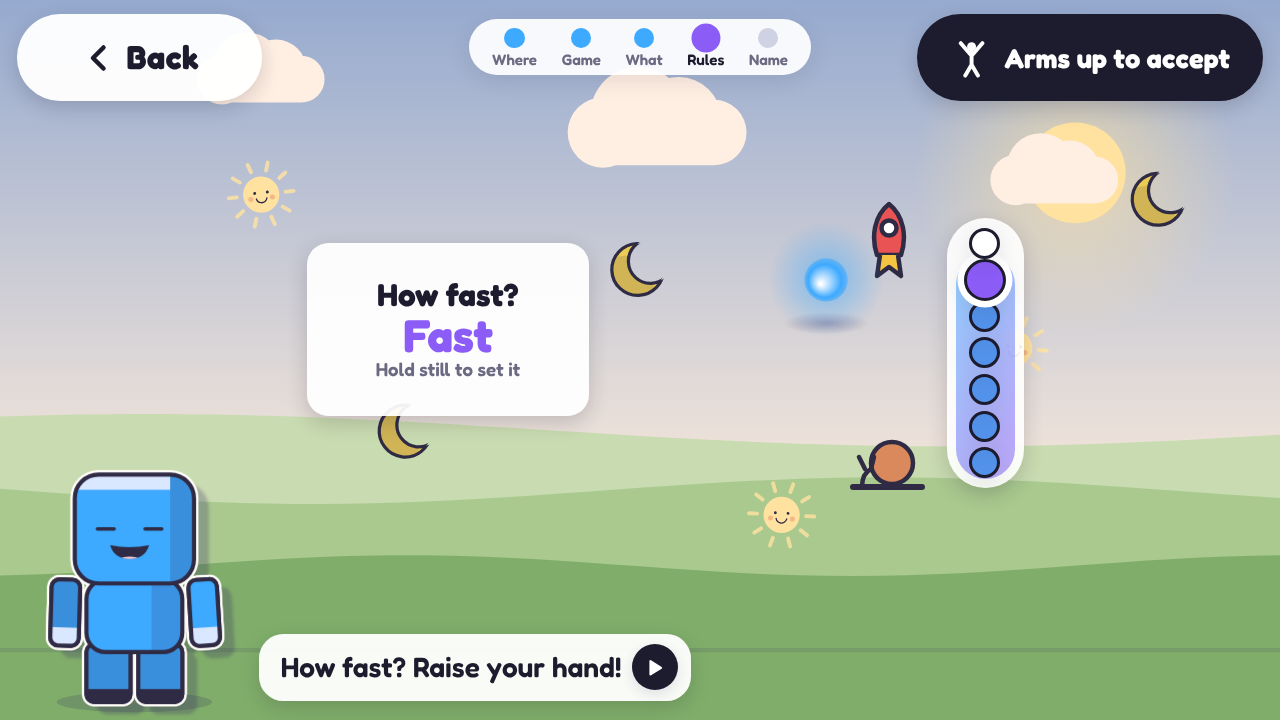 Back
Where Game What Rules Name
Arms up to accept
How fast?
Fast
Hold still to set it
How fast? Raise your hand!